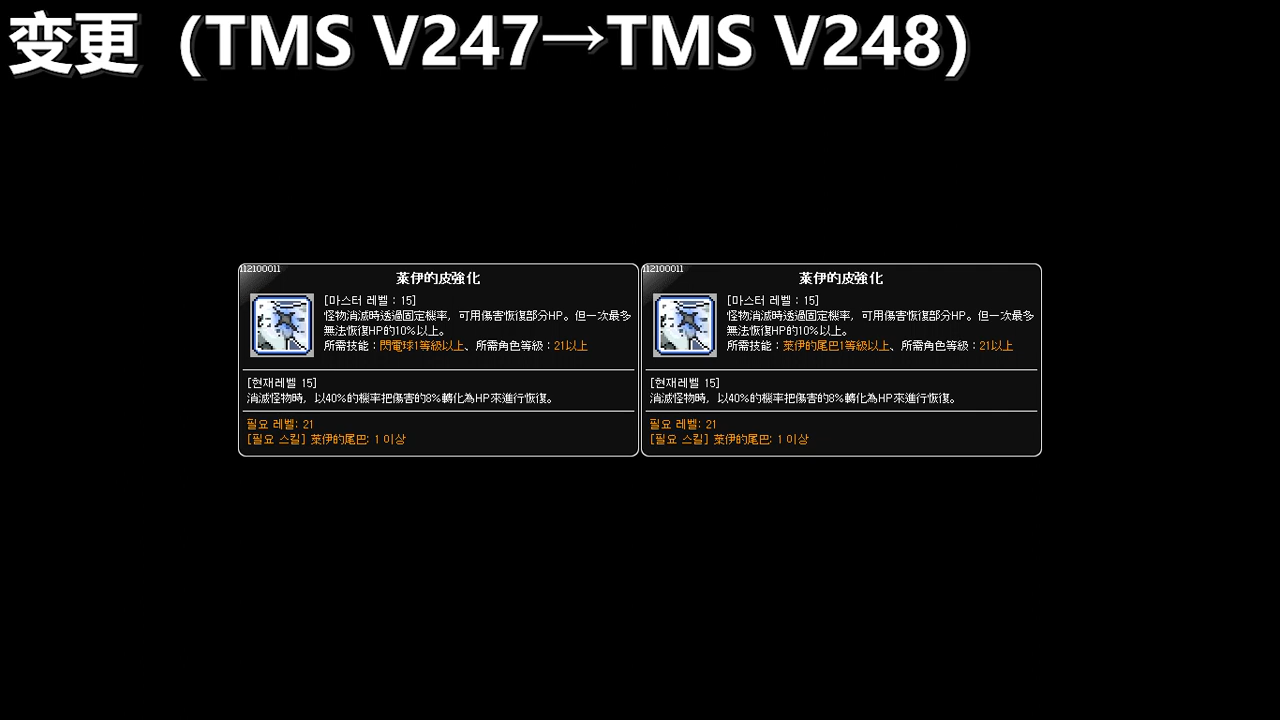 变更（TMS V247→TMS V248）
112100011
萊伊的皮強化
[마스터 레벨 : 15]
怪物消滅時透過固定機率，可用傷害恢復部分HP。但一次最多
無法恢復HP的10%以上。
所需技能：閃電球1等級以上、所需角色等級：21以上
[현재레벨 15]
消滅怪物時，以40%的機率把傷害的8%轉化為HP來進行恢復。
필요 레벨: 21
[필요 스킬] 萊伊的尾巴: 1 이상
112100011
萊伊的皮強化
[마스터 레벨 : 15]
怪物消滅時透過固定機率，可用傷害恢復部分HP。但一次最多
無法恢復HP的10%以上。
所需技能：萊伊的尾巴1等級以上、所需角色等級：21以上
[현재레벨 15]
消滅怪物時，以40%的機率把傷害的8%轉化為HP來進行恢復。
필요 레벨: 21
[필요 스킬] 萊伊的尾巴: 1 이상